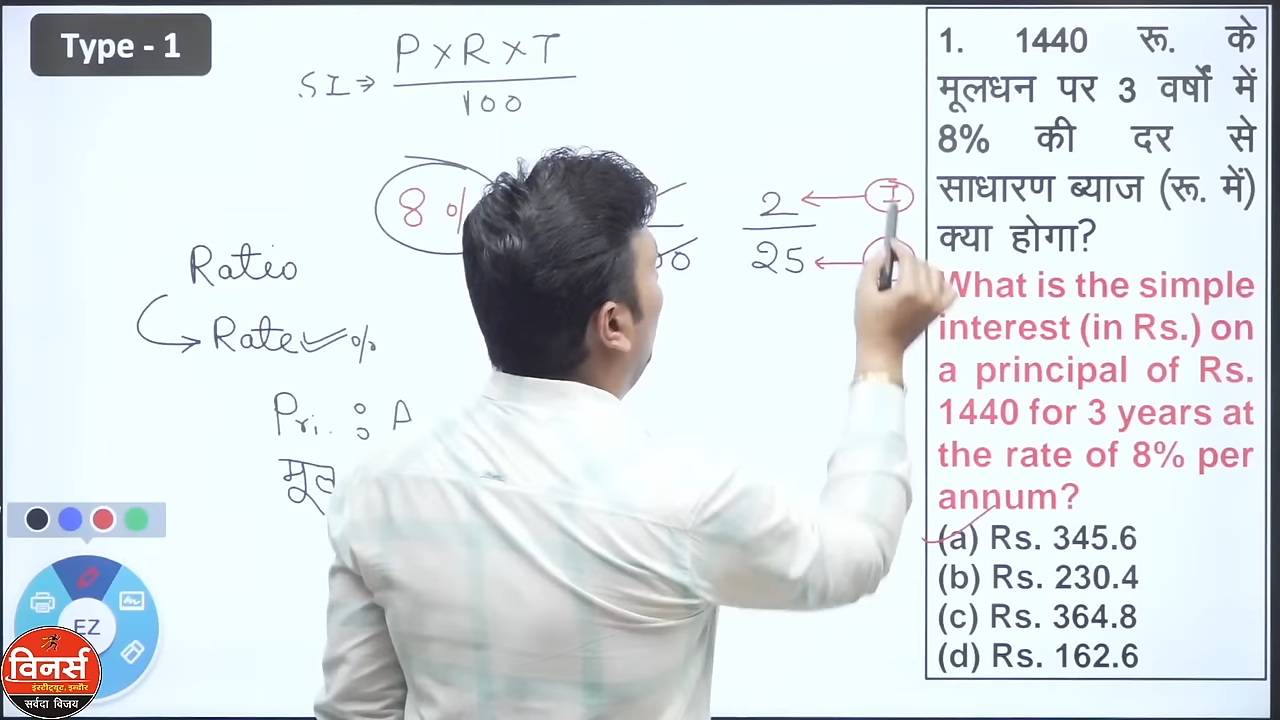 Type - 1
SI ⇒ P×R×T
100
8 %
2
25
I
Ratio
Rate %
Pri. : A
मूल
1. 1440 रू. के
मूलधन पर 3 वर्षों में
8% की दर से
साधारण ब्याज (रू. में)
क्या होगा?
What is the simple
interest (in Rs.) on
a principal of Rs.
1440 for 3 years at
the rate of 8% per
annum?
(a) Rs. 345.6
(b) Rs. 230.4
(c) Rs. 364.8
(d) Rs. 162.6
EZ
विनर्स
इंस्टीट्यूट, इन्दौर
सर्वदा विजय